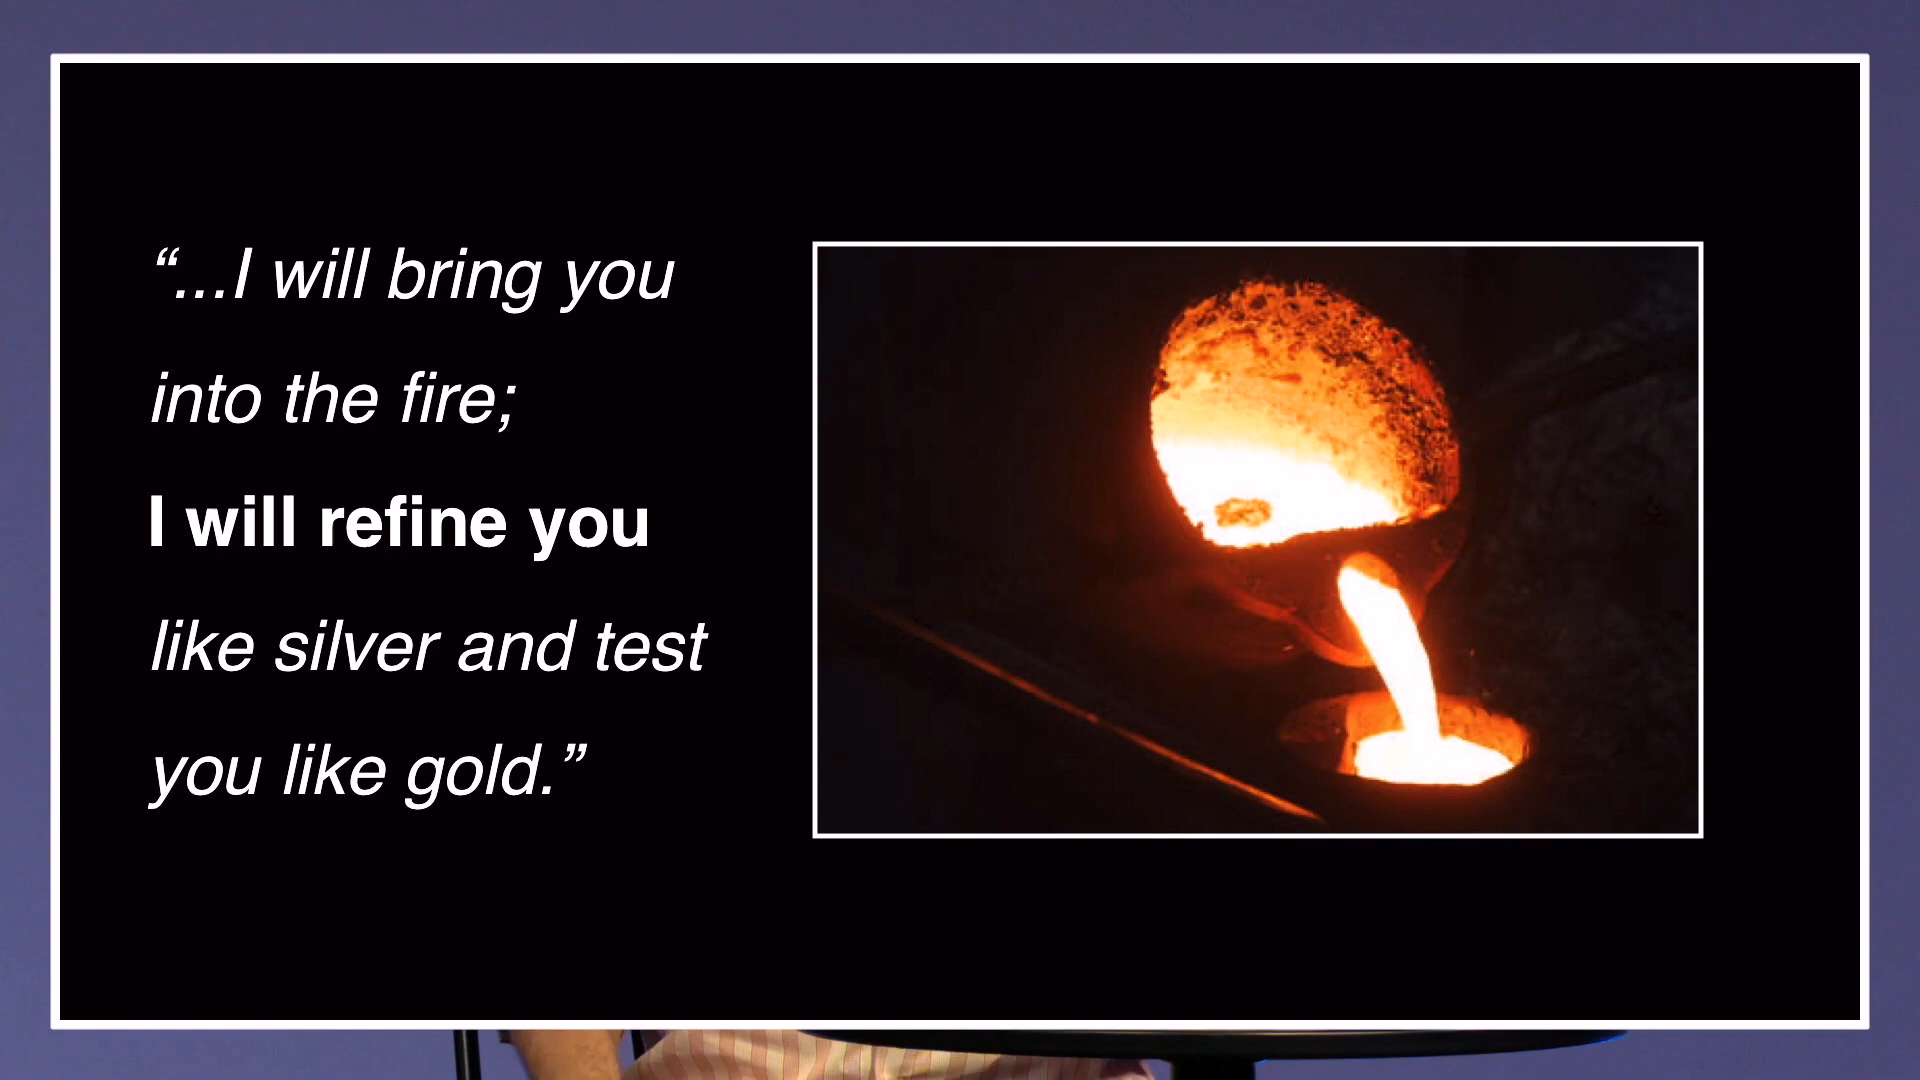 “...I will bring you
into the fire;
I will refine you
like silver and test
you like gold.”